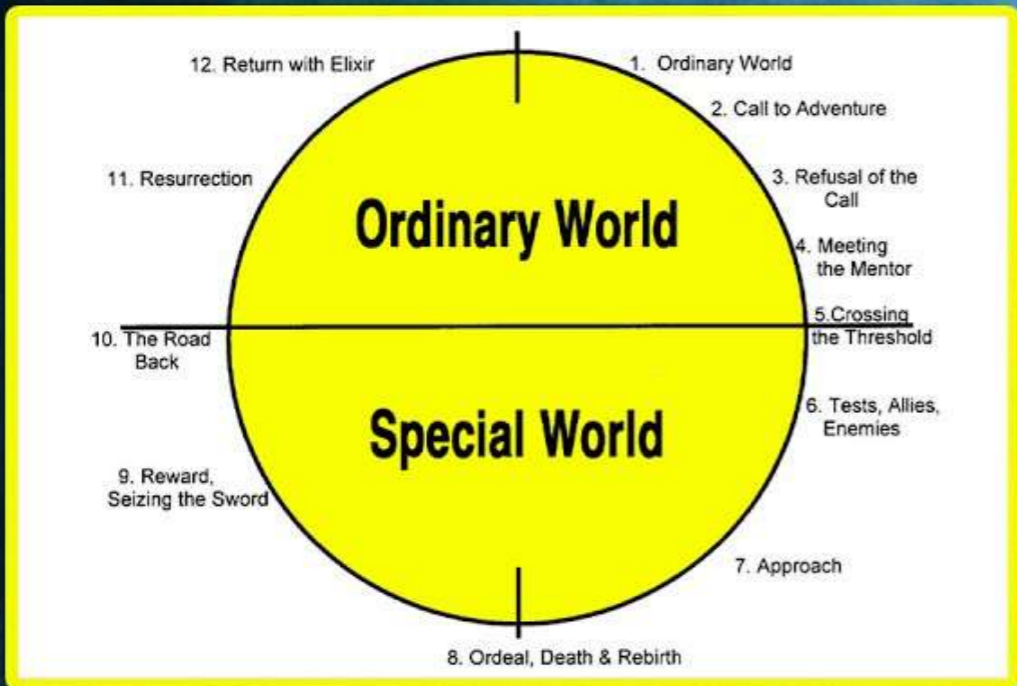 12. Return with Elixir
1. Ordinary World
2. Call to Adventure
11. Resurrection
3. Refusal of the
Call
Ordinary World
4. Meeting
the Mentor
5.Crossing
the Threshold
10. The Road
Back
6. Tests, Allies,
Enemies
Special World
9. Reward,
Seizing the Sword
7. Approach
8. Ordeal, Death & Rebirth